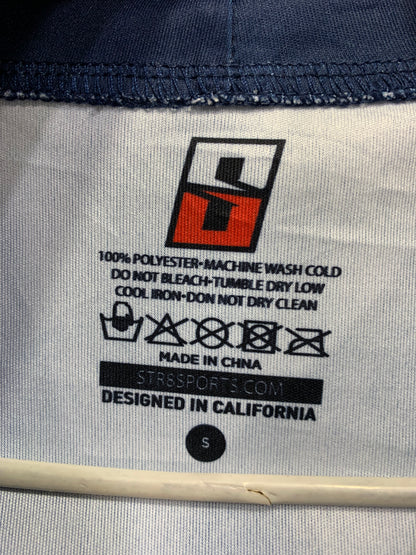 100% POLYESTER•MACHINE WASH COLD
DO NOT BLEACH•TUMBLE DRY LOW
COOL IRON•DON NOT DRY CLEAN
MADE IN CHNA
STR8SPORTS.COM
DESIGNED IN CALIFORNIA
S